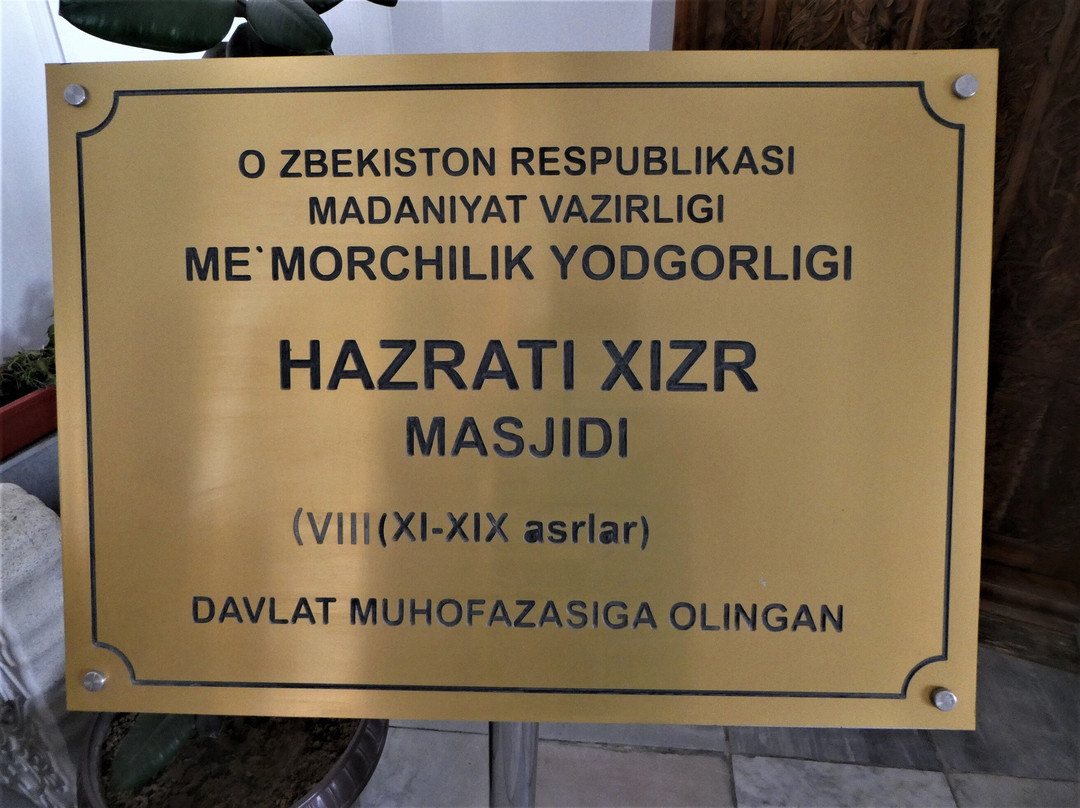 O ZBEKISTON RESPUBLIKASI
MADANIYAT VAZIRLIGI
ME`MORCHILIK YODGORLIGI
HAZRATI XIZR
MASJIDI
(VIII(XI-XIX asrlar)
DAVLAT MUHOFAZASIGA OLINGAN